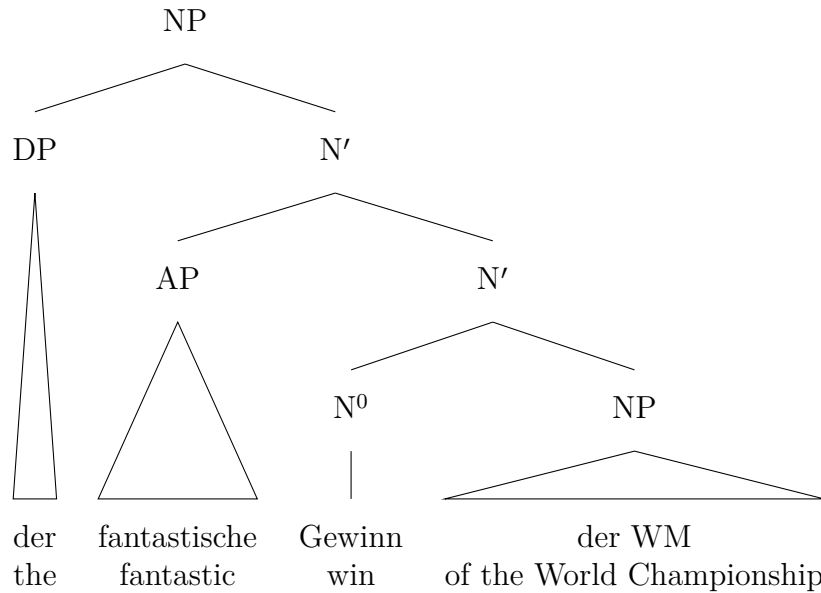 NP
DP N′
AP N′
N⁰ NP
der fantastische Gewinn der WM
the fantastic win of the World Championship